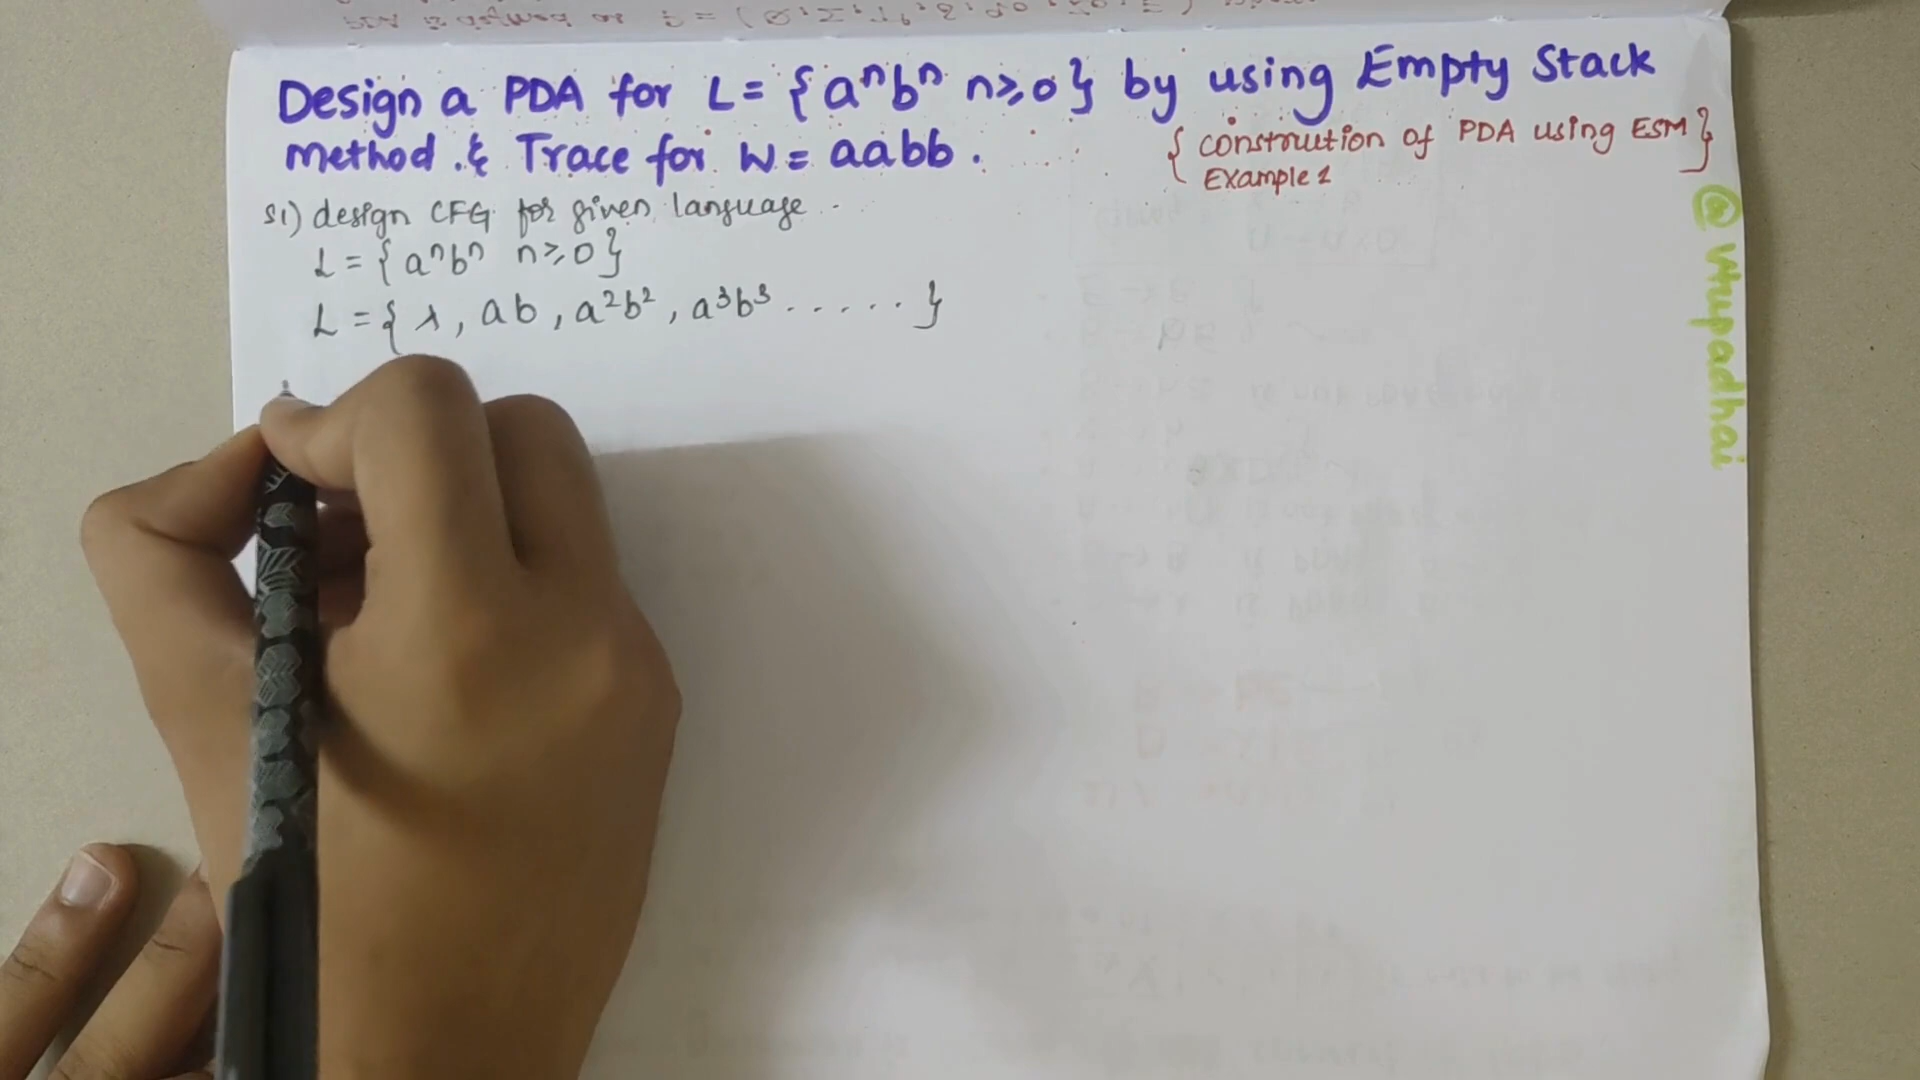 Design a PDA for L= {aⁿbⁿ n≥0} by using Empty Stack
method .& Trace for W= aabb .
{ construction of PDA using ESM }
Example 1
S1) design CFG for given language
L = { aⁿbⁿ n≥0 }
L = { λ, ab, a²b², a³b³ ...... }
@ Vtupadhai